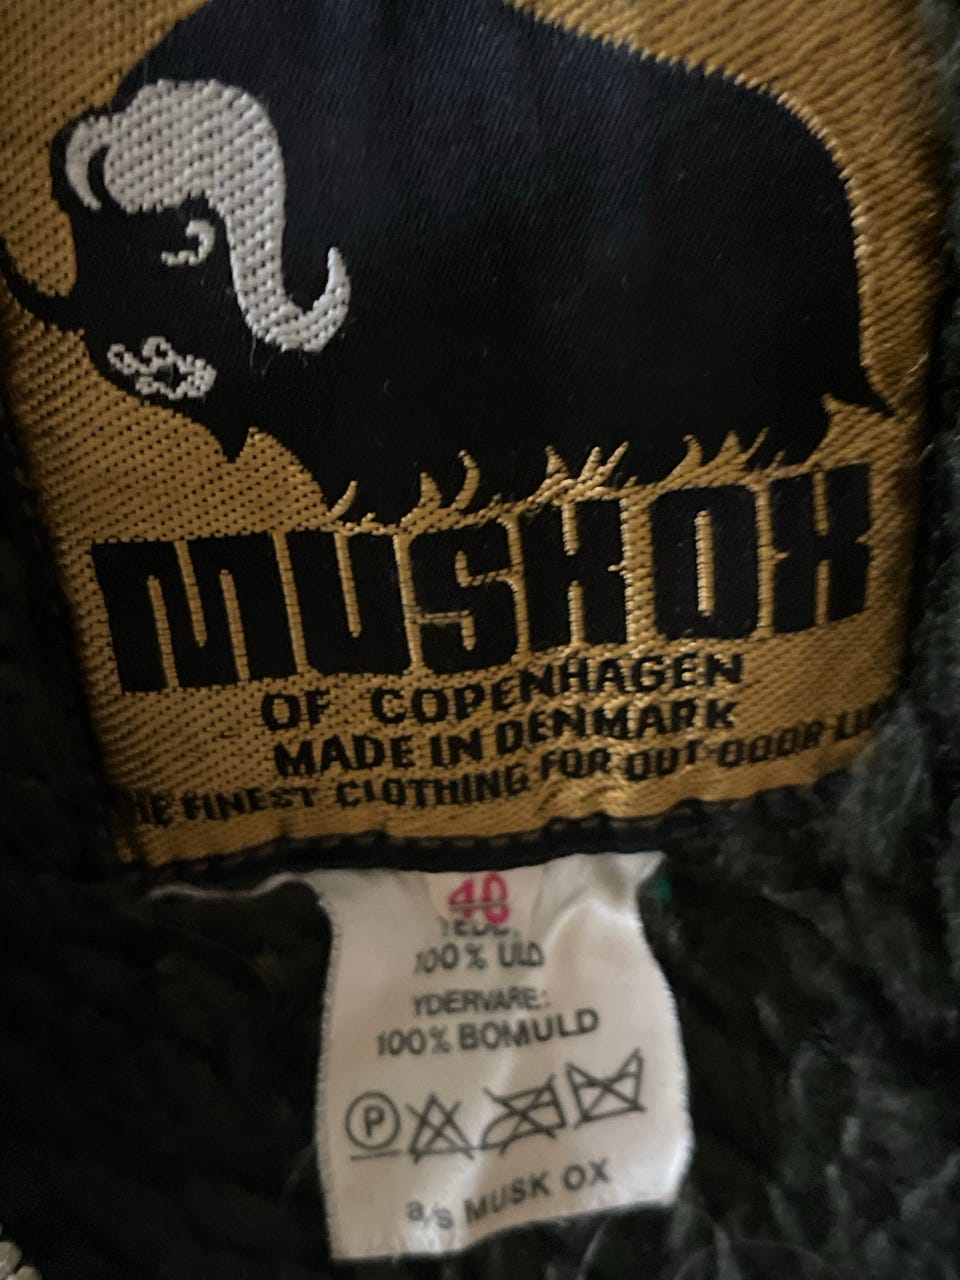 MUSKOX
OF COPENHAGEN
MADE IN DENMARK
FINEST CLOTHING FOR OUT-DOOR
40
100% ULD
YDERVARE:
100% BOMULD
P
a/s MUSK OX